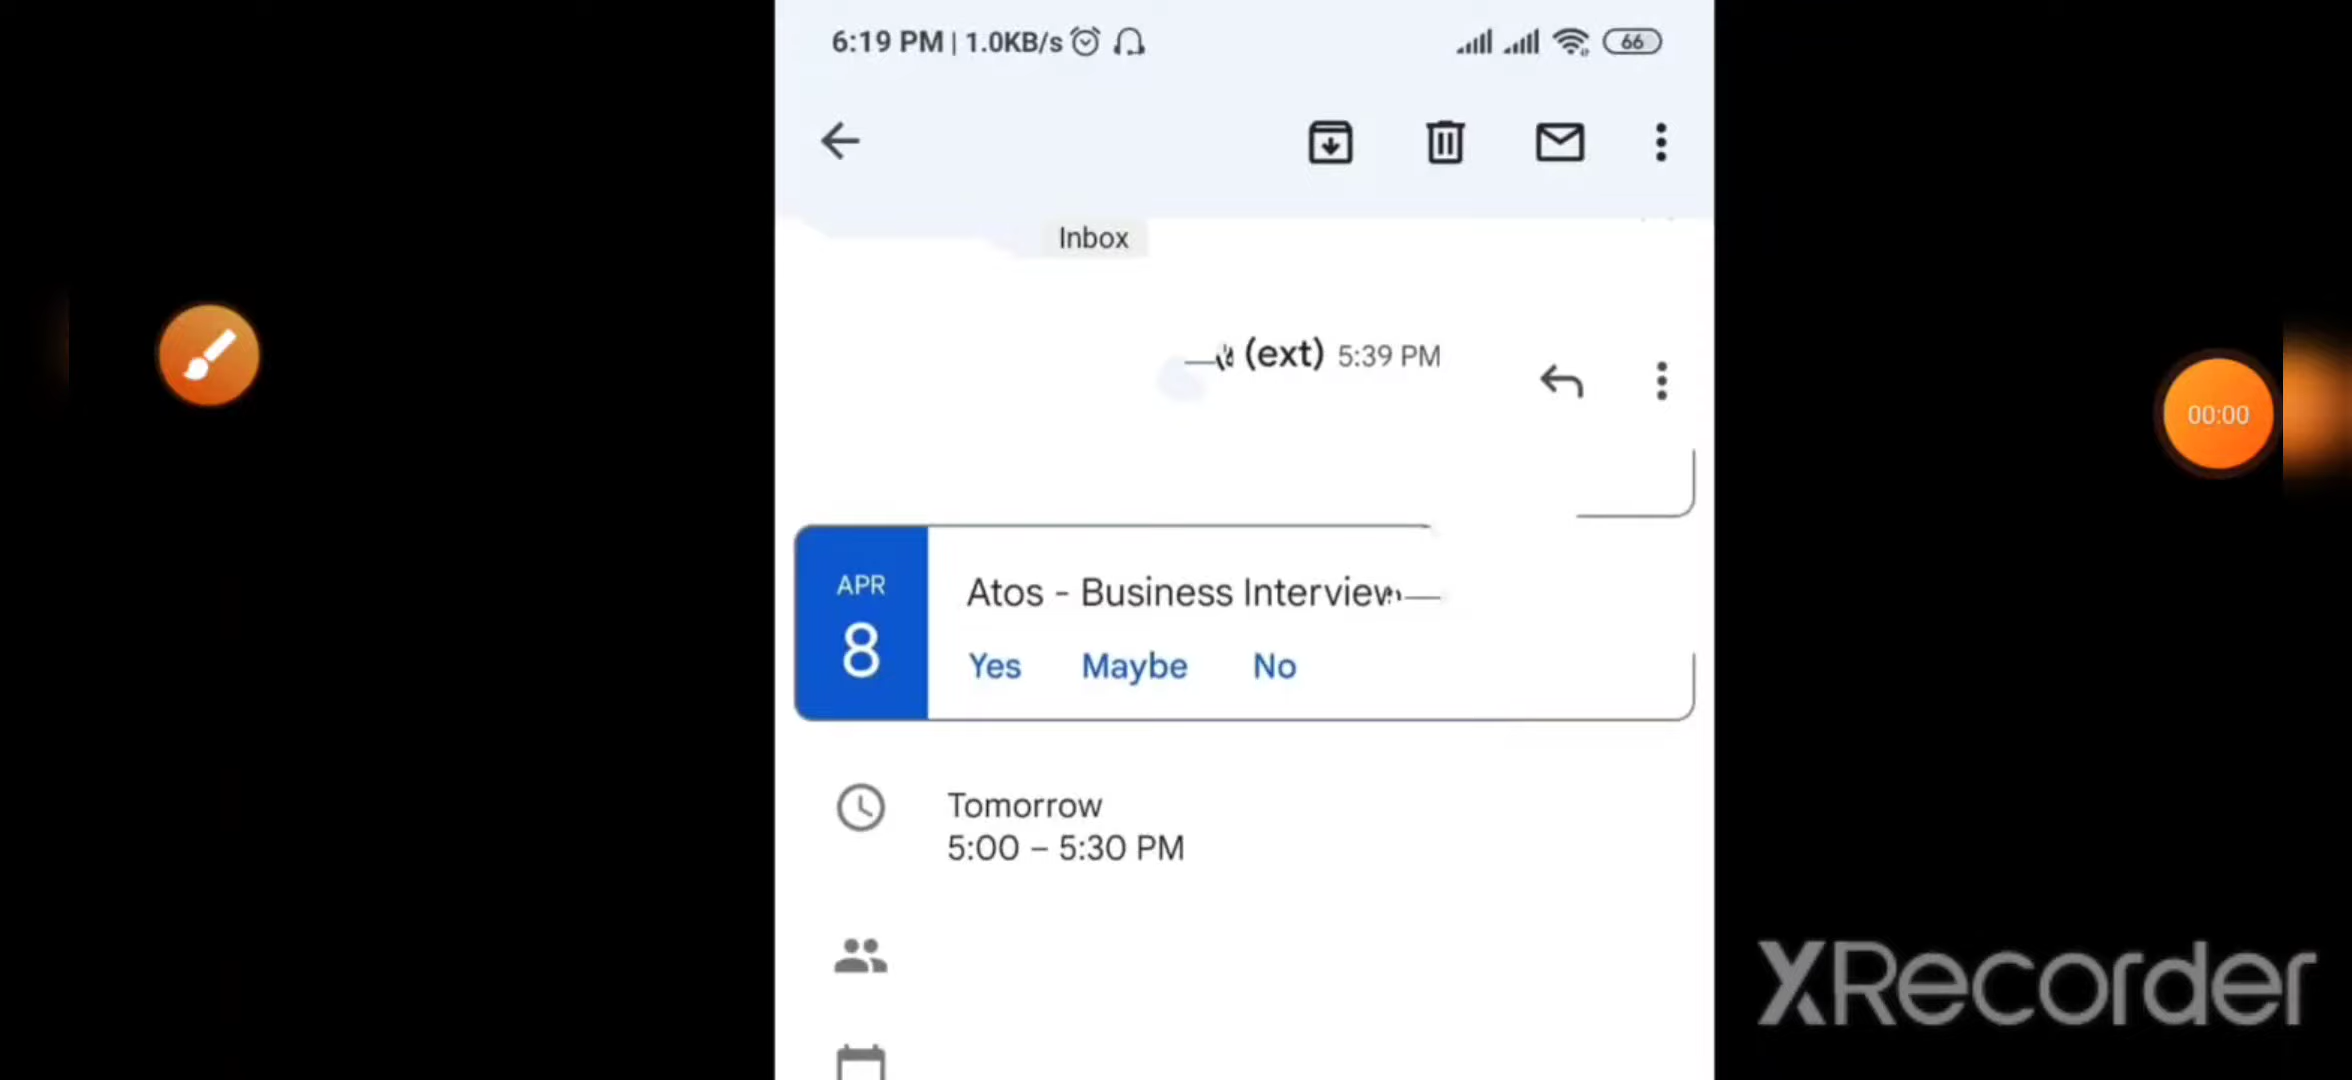 6:19 PM | 1.0KB/s 66
Inbox
(ext) 5:39 PM
00:00
APR
8
Atos - Business Interview
Yes Maybe No
Tomorrow
5:00 – 5:30 PM
XRecorder